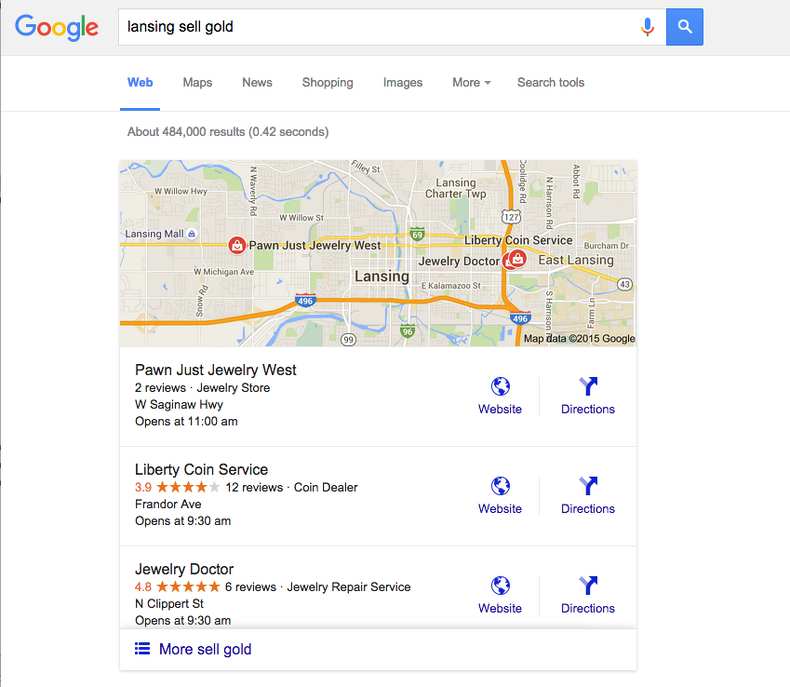 Google
lansing sell gold
Web Maps News Shopping Images More Search tools
About 484,000 results (0.42 seconds)
Filley St
Coolidge Rd
Abbot Rd
N Waverly Rd
N Harrison Rd
Lansing
Charter Twp
W Willow Hwy
127
W Willow St
Lansing Mall
69
Liberty Coin Service
Pawn Just Jewelry West
Burcham Dr
Jewelry Doctor
East Lansing
W Michigan Ave
Lansing
E Kalamazoo St
43
Snow Rd
496
S Harrison
Farm Ln
496
96
99
Map data ©2015 Google
Pawn Just Jewelry West
2 reviews · Jewelry Store
W Saginaw Hwy
Opens at 11:00 am
Website Directions
Liberty Coin Service
3.9 12 reviews · Coin Dealer
Frandor Ave
Opens at 9:30 am
Website Directions
Jewelry Doctor
4.8 6 reviews · Jewelry Repair Service
N Clippert St
Opens at 9:30 am
Website Directions
More sell gold